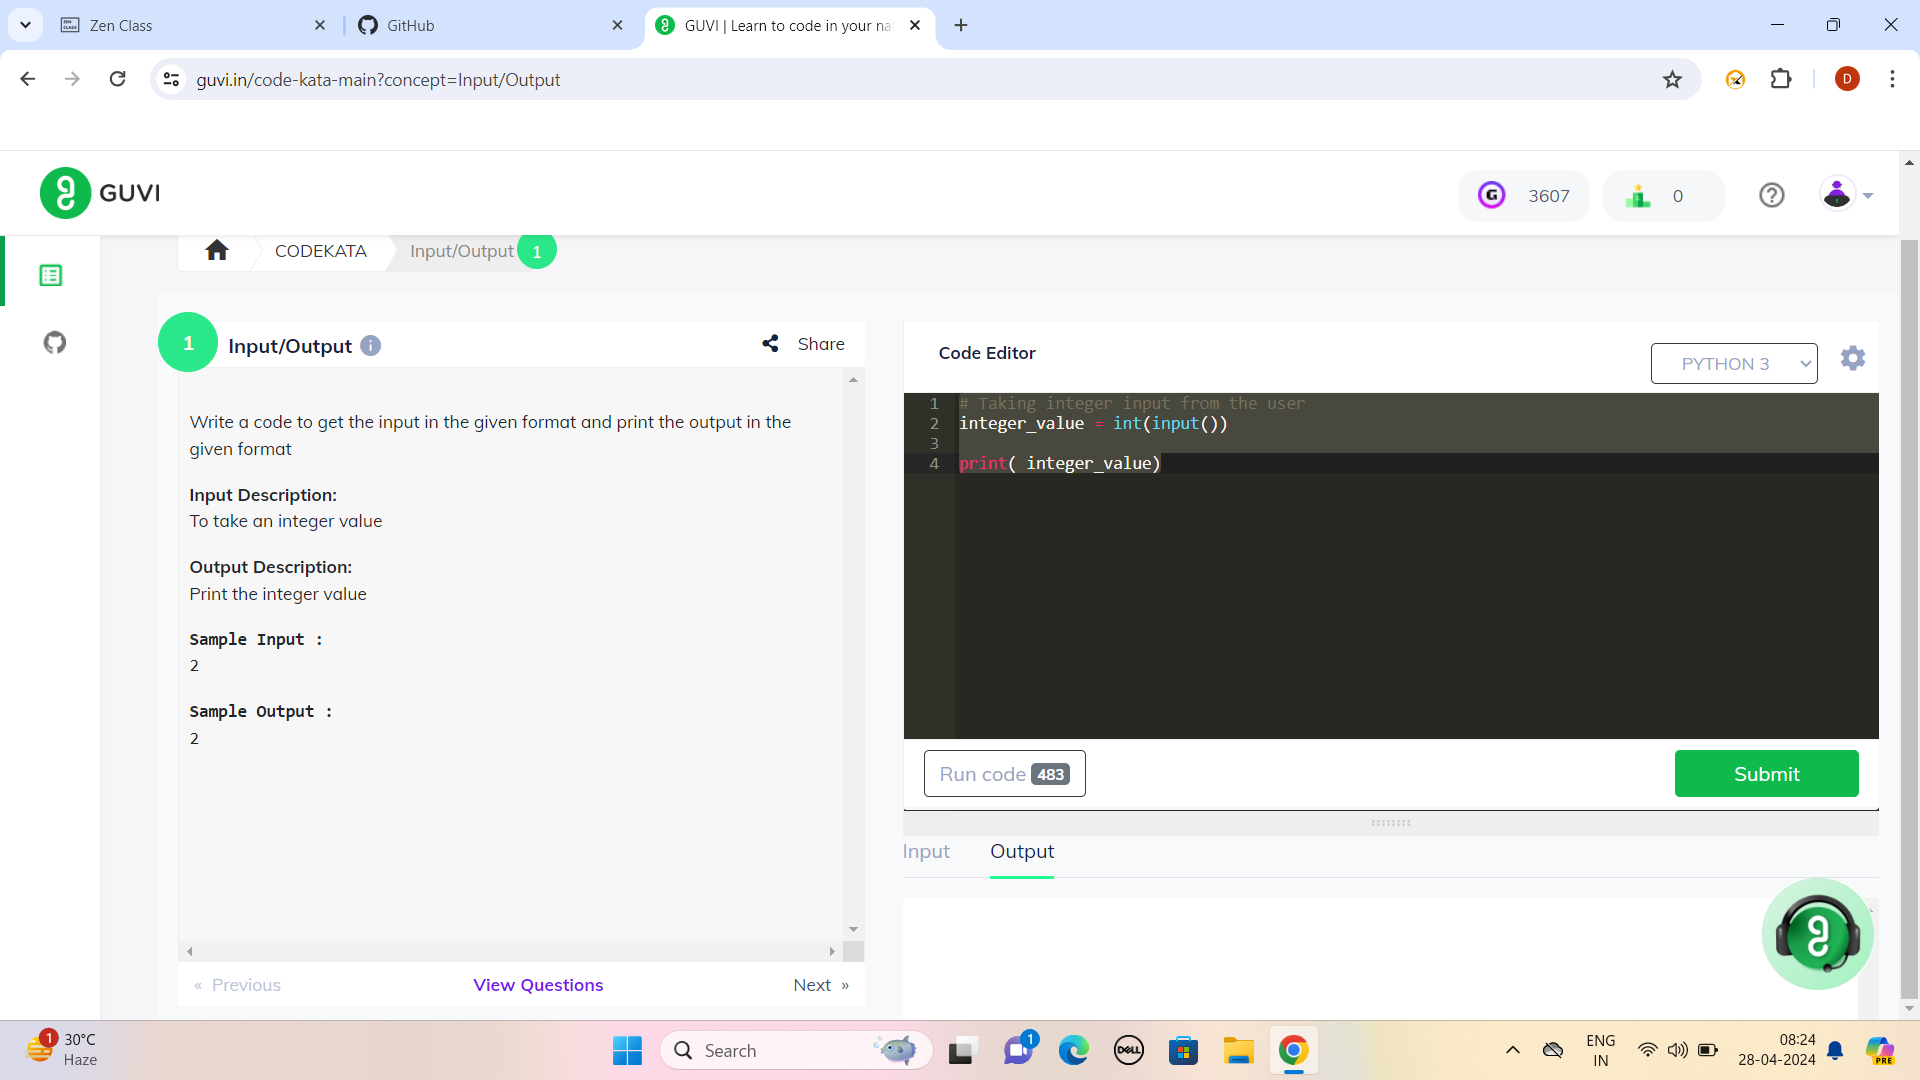 Zen Class
GitHub
GUVI | Learn to code in your na
guvi.in/code-kata-main?concept=Input/Output
D
GUVI
G 3607
0
CODEKATA
Input/Output 1
1
Input/Output i
Share
Write a code to get the input in the given format and print the output in the
given format
Input Description:
To take an integer value
Output Description:
Print the integer value
Sample Input :
2
Sample Output :
2
« Previous
View Questions
Next »
Code Editor
PYTHON 3
1 # Taking integer input from the user
2 integer_value = int(input())
3
4 print( integer_value)
Run code 483
Submit
Input
Output
1
30°C
Haze
Search
1
DELL
ENG
IN
08:24
28-04-2024
PRE